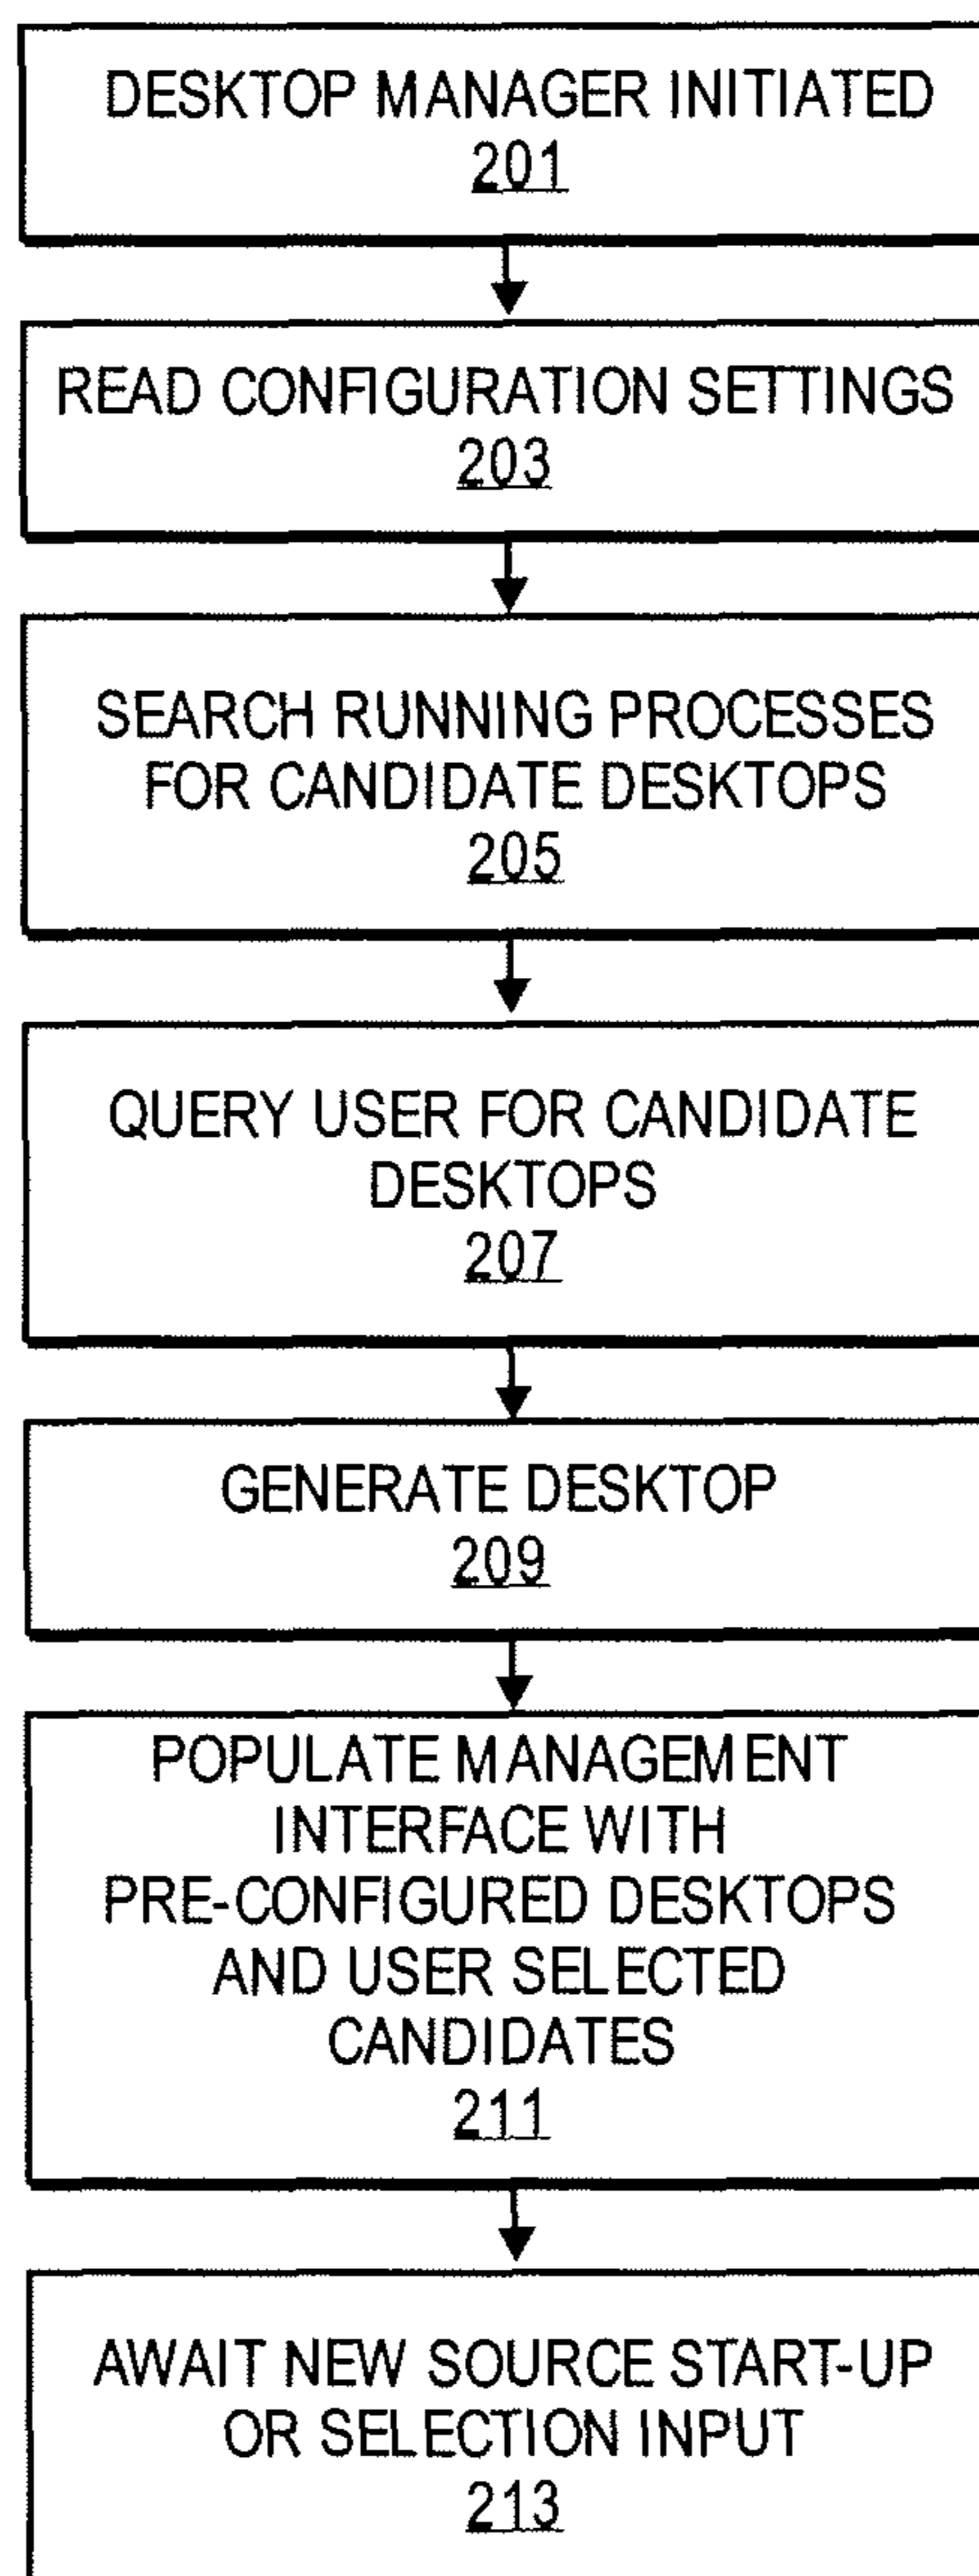 DESKTOP MANAGER INITIATED
201
READ CONFIGURATION SETTINGS
203
SEARCH RUNNING PROCESSES
FOR CANDIDATE DESKTOPS
205
QUERY USER FOR CANDIDATE
DESKTOPS
207
GENERATE DESKTOP
209
POPULATE MANAGEMENT
INTERFACE WITH
PRE-CONFIGURED DESKTOPS
AND USER SELECTED
CANDIDATES
211
AWAIT NEW SOURCE START-UP
OR SELECTION INPUT
213